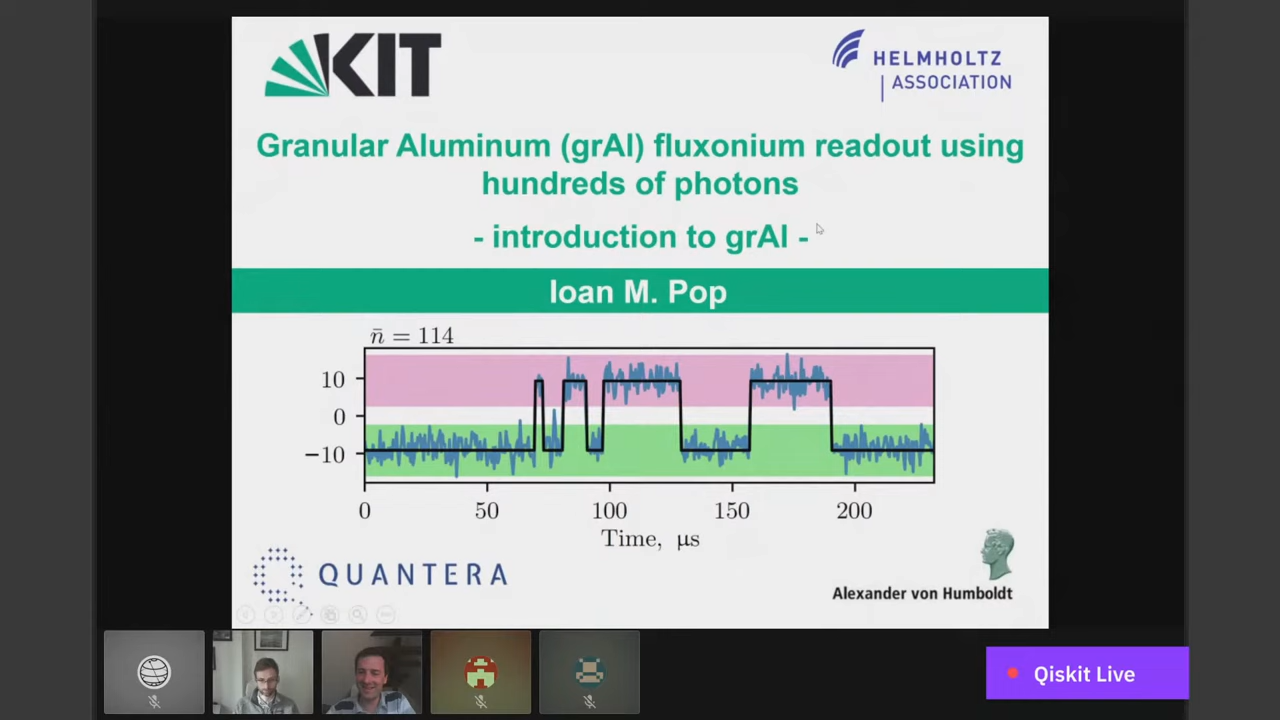 KIT
HELMHOLTZ
ASSOCIATION
Granular Aluminum (grAl) fluxonium readout using
hundreds of photons
- introduction to grAl -
Ioan M. Pop
n̄ = 114
10
0
−10
0 50 100 150 200
Time, μs
QUANTERA
Alexander von Humboldt
Qiskit Live